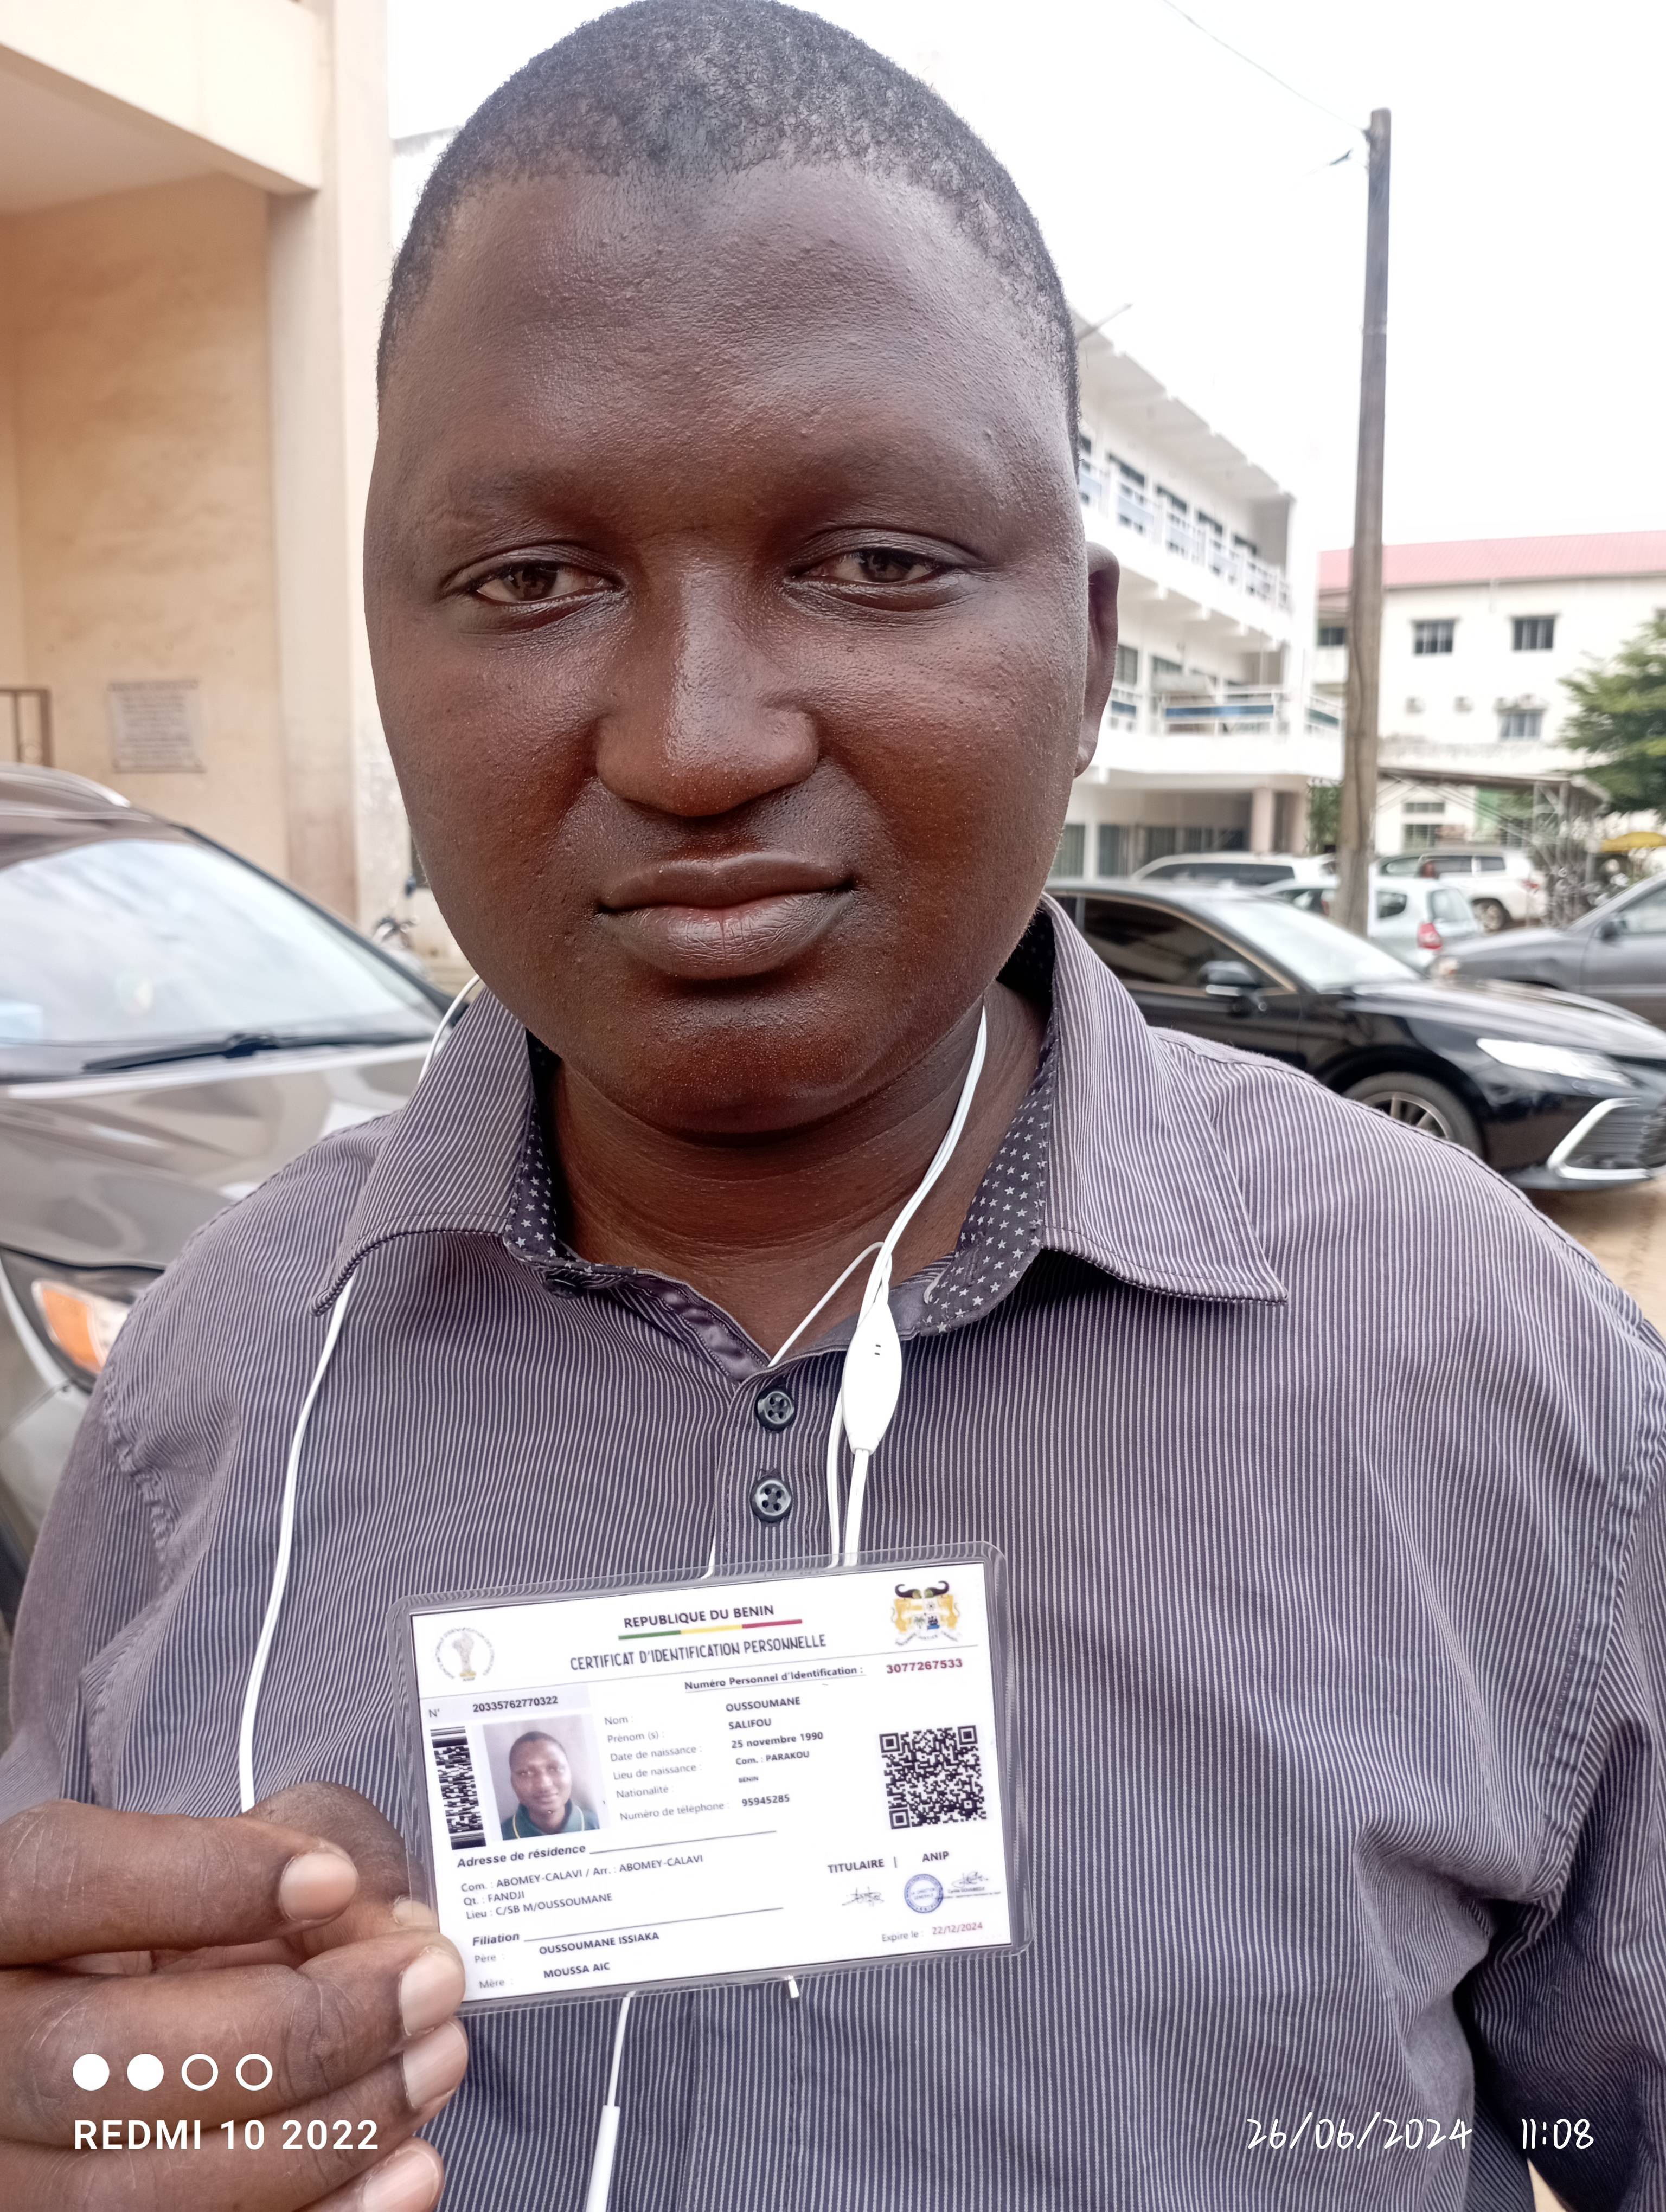 REPUBLIQUE DU BENIN
CERTIFICAT D'IDENTIFICATION PERSONNELLE
Numéro Personnel d'Identification : 3077267533
N° 20335762770322
Nom : OUSSOUMANE
Prénom (s) : SALIFOU
Date de naissance : 25 novembre 1990
Lieu de naissance : Com. : PARAKOU
Nationalité : BENIN
Numéro de téléphone : 95945285
Adresse de résidence
Com. : ABOMEY-CALAVI / Arr. : ABOMEY-CALAVI
Qt. : FANDJI
Lieu : C/SB M/OUSSOUMANE
TITULAIRE | ANIP
Filiation
Père : OUSSOUMANE ISSIAKA
Mère : MOUSSA AIC
Expire le : 22/12/2024
REDMI 10 2022
26/06/2024 11:08